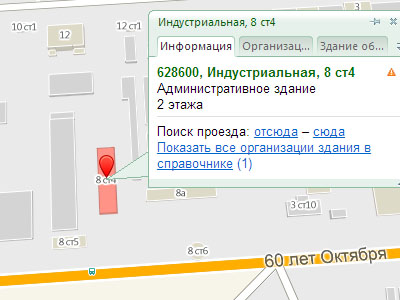 Индустриальная, 8 ст4
Информация
Организац...
Здание об...
628600, Индустриальная, 8 ст4
Административное здание
2 этажа
Поиск проезда: отсюда – сюда
Показать все организации здания в
справочнике (1)
10 ст1
12
12
8 ст4
8а
3 ст10
8 ст5
8 ст6
60 лет Октября